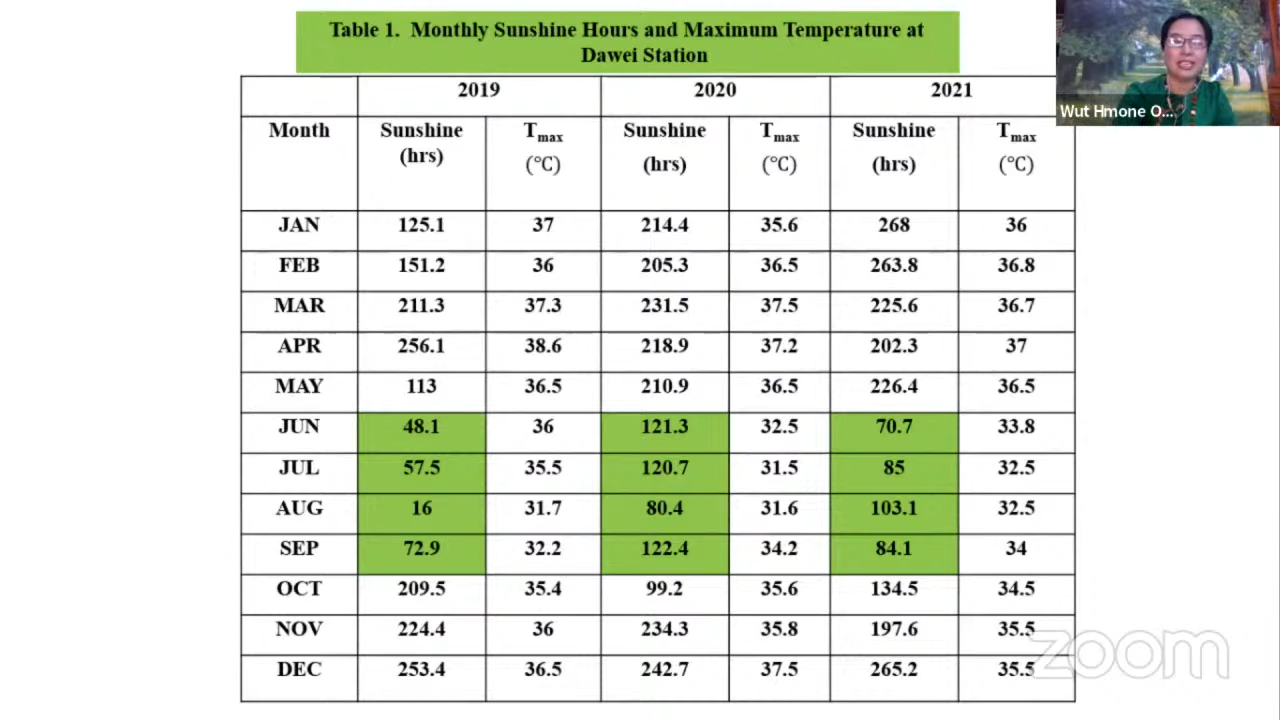 Table 1. Monthly Sunshine Hours and Maximum Temperature at
Dawei Station
2019 2020 2021
Month Sunshine (hrs) Tmax (℃) Sunshine (hrs) Tmax (℃) Sunshine (hrs) Tmax (℃)
JAN 125.1 37 214.4 35.6 268 36
FEB 151.2 36 205.3 36.5 263.8 36.8
MAR 211.3 37.3 231.5 37.5 225.6 36.7
APR 256.1 38.6 218.9 37.2 202.3 37
MAY 113 36.5 210.9 36.5 226.4 36.5
JUN 48.1 36 121.3 32.5 70.7 33.8
JUL 57.5 35.5 120.7 31.5 85 32.5
AUG 16 31.7 80.4 31.6 103.1 32.5
SEP 72.9 32.2 122.4 34.2 84.1 34
OCT 209.5 35.4 99.2 35.6 134.5 34.5
NOV 224.4 36 234.3 35.8 197.6 35.5
DEC 253.4 36.5 242.7 37.5 265.2 35.5
Wut Hmone O...
zoom